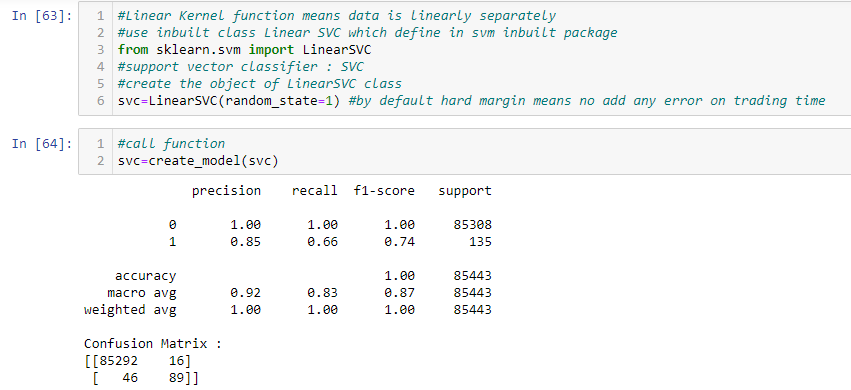 In [63]:
1 #Linear Kernel function means data is linearly separately
2 #use inbuilt class Linear SVC which define in svm inbuilt package
3 from sklearn.svm import LinearSVC
4 #support vector classifier : SVC
5 #create the object of LinearSVC class
6 svc=LinearSVC(random_state=1) #by default hard margin means no add any error on trading time
In [64]:
1 #call function
2 svc=create_model(svc)
precision recall f1-score support
0 1.00 1.00 1.00 85308
1 0.85 0.66 0.74 135
accuracy 1.00 85443
macro avg 0.92 0.83 0.87 85443
weighted avg 1.00 1.00 1.00 85443
Confusion Matrix :
[[85292 16]
[ 46 89]]